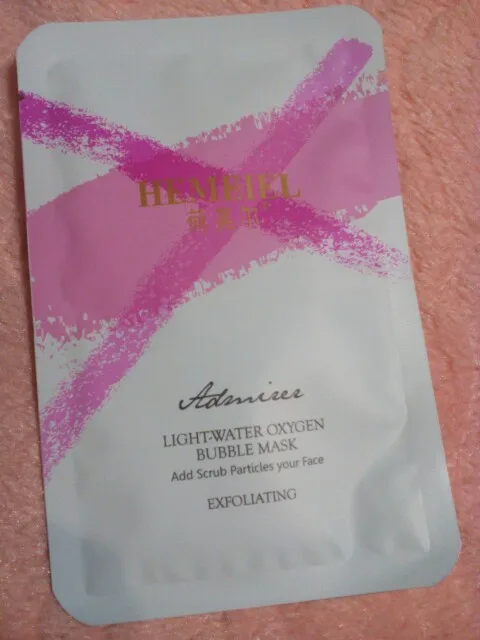 HEMEIEL
Admirer
LIGHT-WATER OXYGEN
BUBBLE MASK
Add Scrub Particles your Face
EXFOLIATING